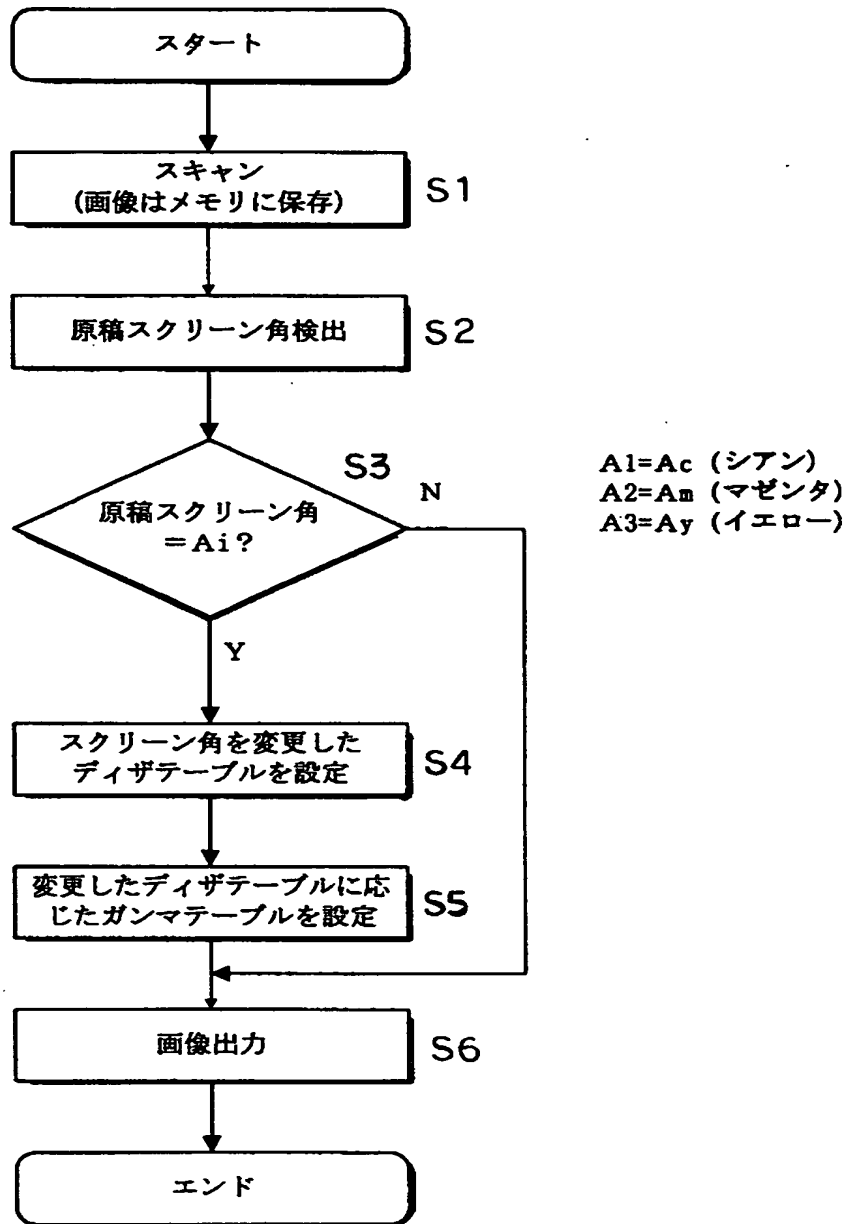 スタート
スキャン
(画像はメモリに保存)
S1
原稿スクリーン角検出
S2
S3
原稿スクリーン角
=Ai?
N
A1=Ac (シアン)
A2=Am (マゼンタ)
A3=Ay (イエロー)
Y
スクリーン角を変更した
ディザテーブルを設定
S4
変更したディザテーブルに応
じたガンマテーブルを設定
S5
画像出力
S6
エンド